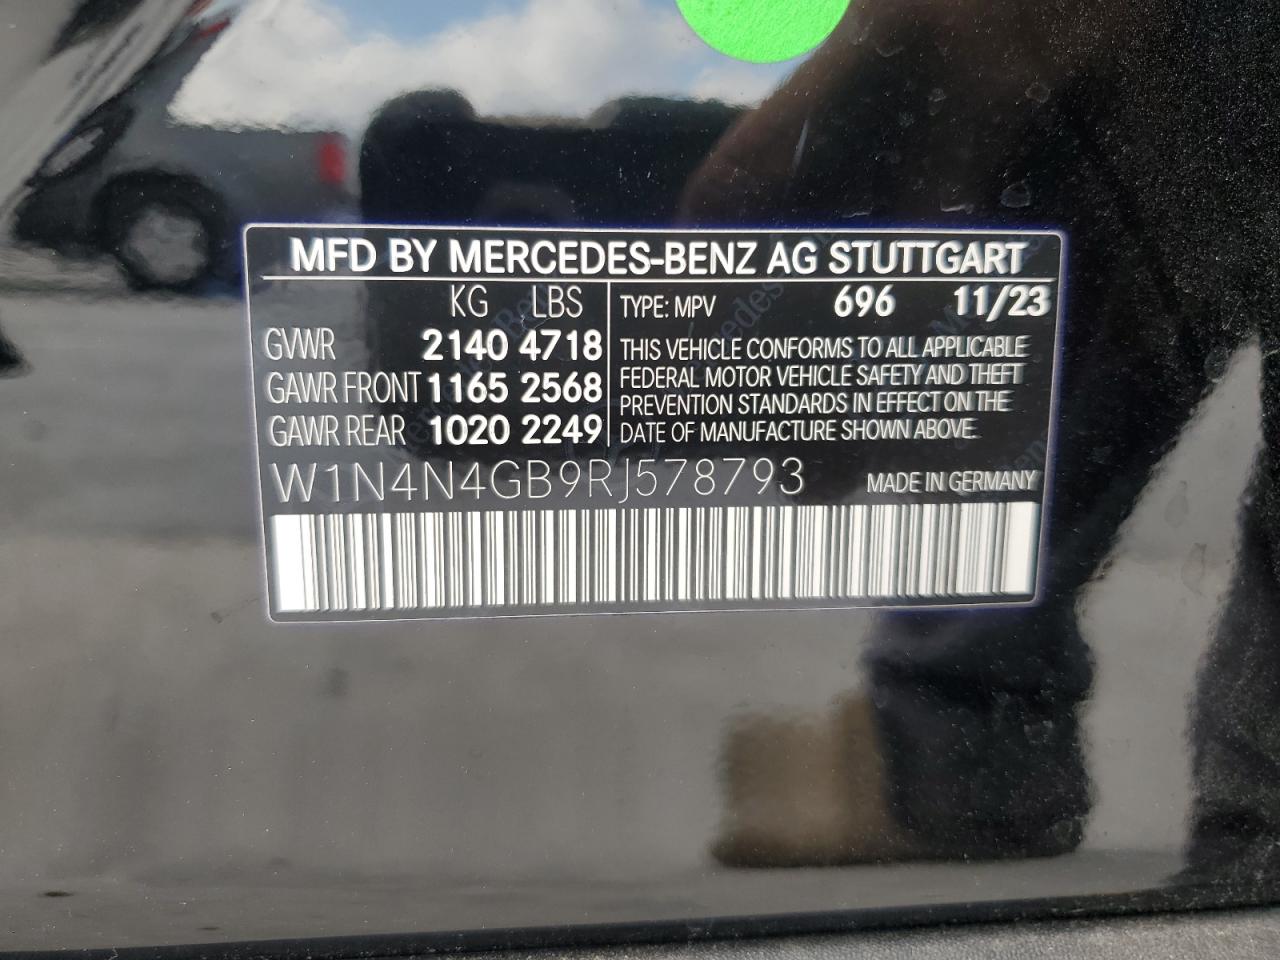 MFD BY MERCEDES-BENZ AG STUTTGART
KG LBS
GVWR 2140 4718
GAWR FRONT 1165 2568
GAWR REAR 1020 2249
TYPE: MPV 696 11/23
THIS VEHICLE CONFORMS TO ALL APPLICABLE
FEDERAL MOTOR VEHICLE SAFETY AND THEFT
PREVENTION STANDARDS IN EFFECT ON THE
DATE OF MANUFACTURE SHOWN ABOVE.
W1N4N4GB9RJ578793 MADE IN GERMANY